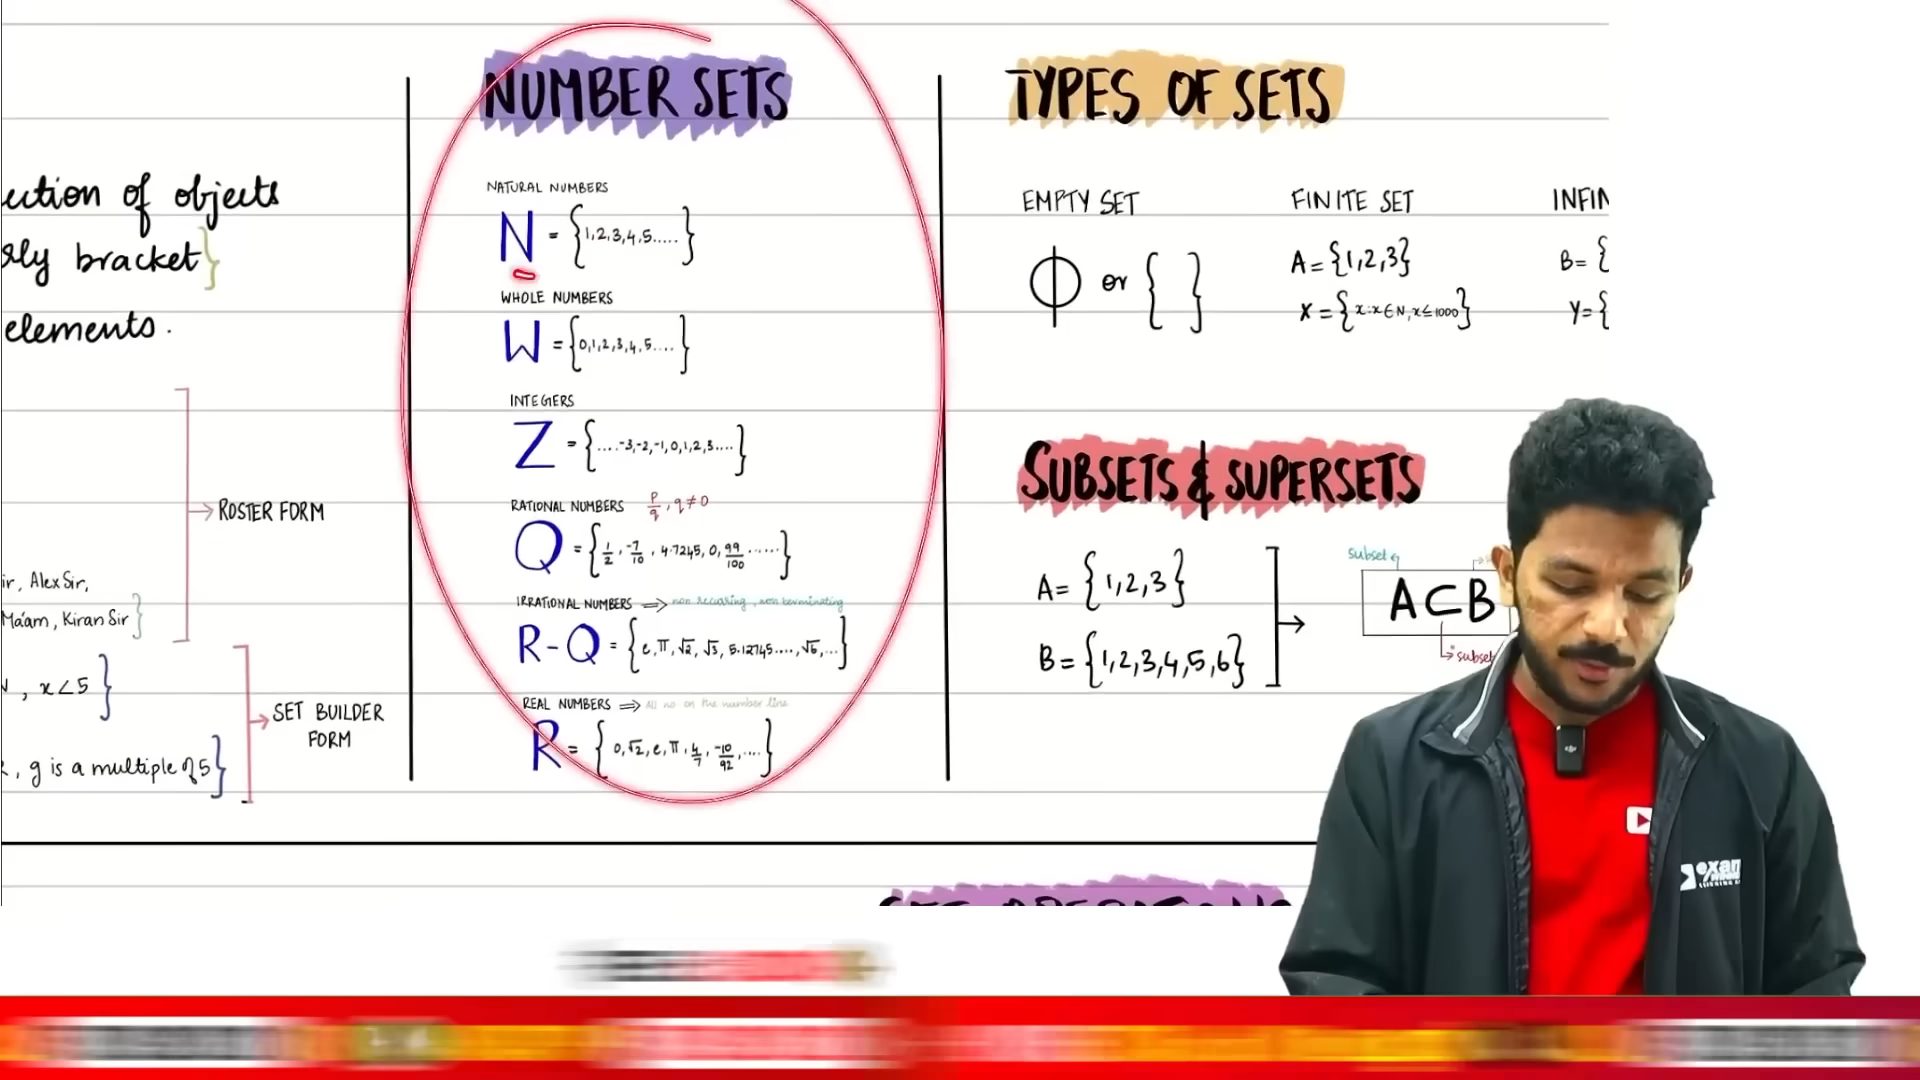 ection of objects
rly bracket}
elements.
ROSTER FORM
ir, Alex Sir,
Ma'am, Kiran Sir}
, x<5}
SET BUILDER
FORM
, g is a multiple of 5}
NUMBER SETS
NATURAL NUMBERS
N = {1,2,3,4,5.....}
WHOLE NUMBERS
W = {0,1,2,3,4,5....}
INTEGERS
Z = {....-3,-2,-1,0,1,2,3....}
RATIONAL NUMBERS p/q, q≠0
Q = {1/2, -7/10, 4.7245, 0, 99/100 ......}
IRRATIONAL NUMBERS ⟹ non recurring, non terminating
R-Q = {e, π, √2, √3, 5.12745...., √5,...}
REAL NUMBERS ⟹ All no on the number line
R = {0, √2, e, π, 4/7, -10/92, ....}
TYPES OF SETS
EMPTY SET
ϕ or { }
FINITE SET
A = {1,2,3}
X = {x:x∈N, x≤1000}
INFIN
B= {
Y= {
SUBSETS & SUPERSETS
A= {1,2,3}
B= {1,2,3,4,5,6}
subset
A⊂B
subset
exam